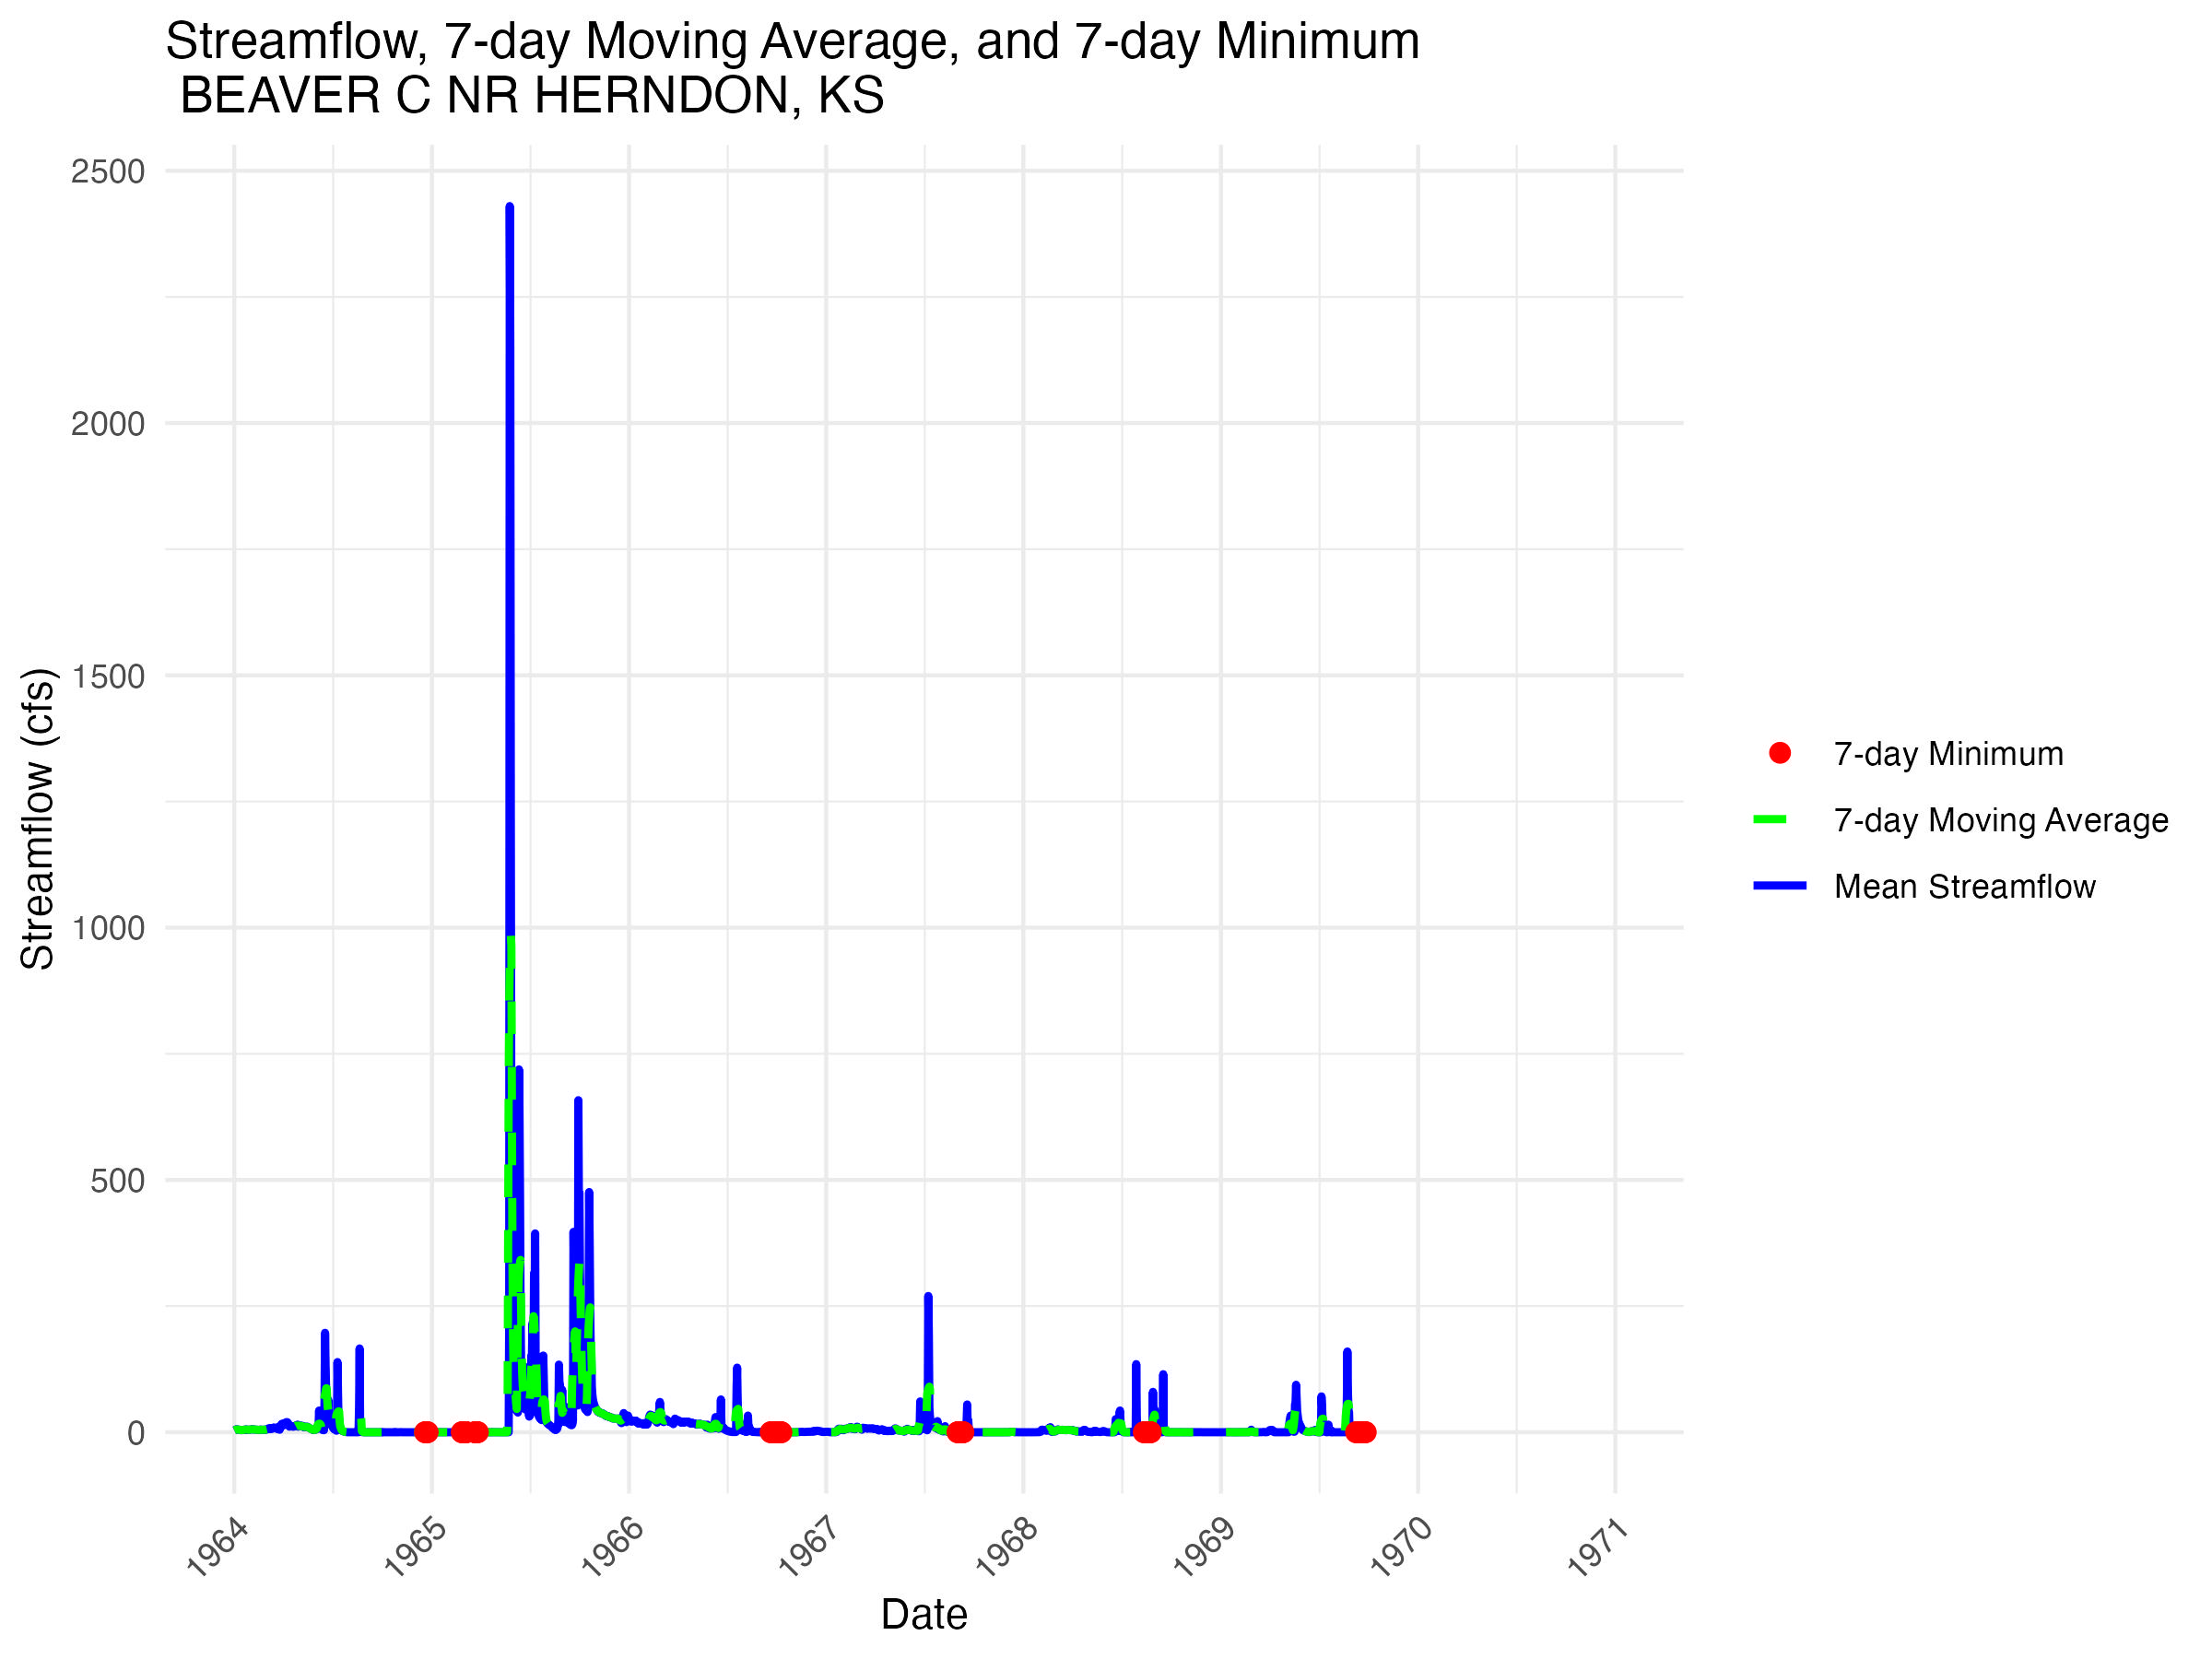 Streamflow, 7-day Moving Average, and 7-day Minimum
BEAVER C NR HERNDON, KS
2500
2000
1500
1000
500
0
Streamflow (cfs)
1964
1965
1966
1967
1968
1969
1970
1971
Date
7-day Minimum
7-day Moving Average
Mean Streamflow